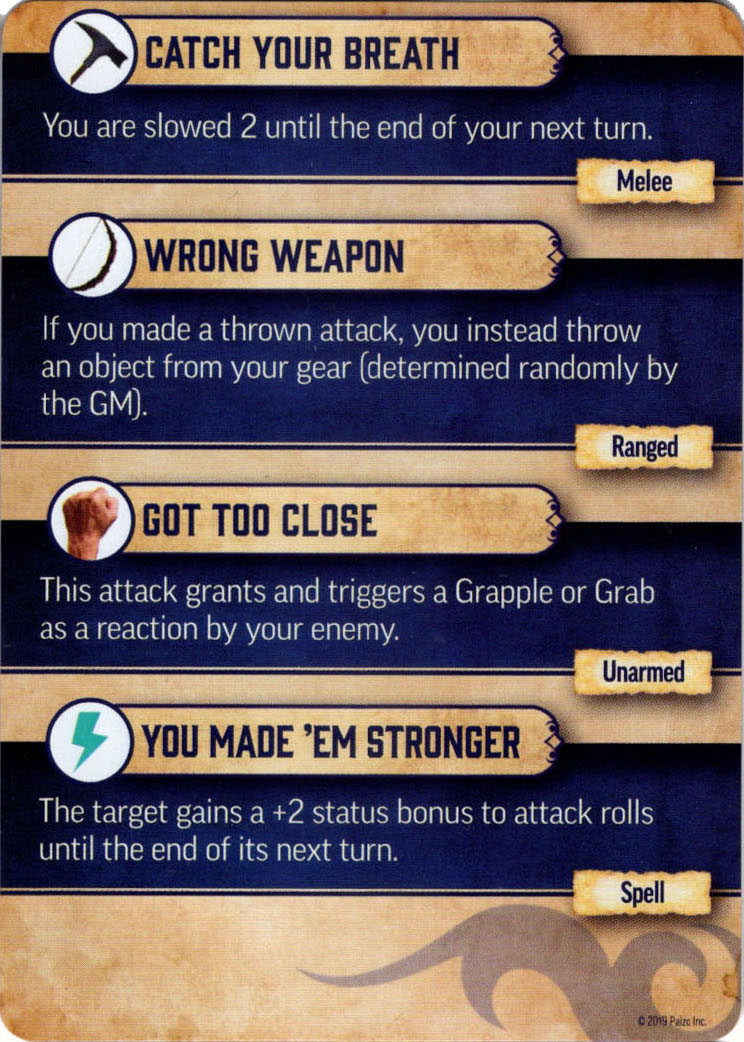 CATCH YOUR BREATH
You are slowed 2 until the end of your next turn.
Melee
WRONG WEAPON
If you made a thrown attack, you instead throw
an object from your gear (determined randomly by
the GM).
Ranged
GOT TOO CLOSE
This attack grants and triggers a Grapple or Grab
as a reaction by your enemy.
Unarmed
YOU MADE 'EM STRONGER
The target gains a +2 status bonus to attack rolls
until the end of its next turn.
Spell
© 2019 Paizo Inc.